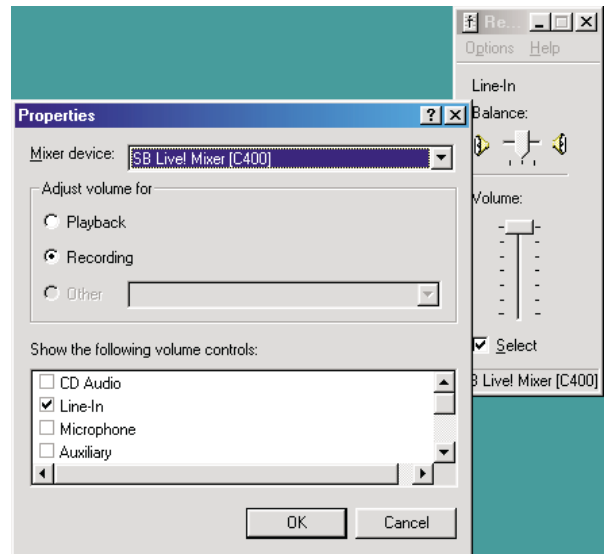 Re...
Options Help
Line-In
Balance:
Volume:
Select
B Live! Mixer [C400]
Properties
Mixer device: SB Live! Mixer [C400]
Adjust volume for
Playback
Recording
Other
Show the following volume controls:
CD Audio
Line-In
Microphone
Auxiliary
OK Cancel